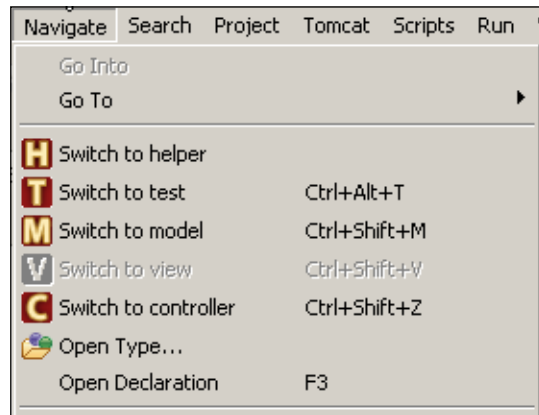 Navigate Search Project Tomcat Scripts Run
Go Into
Go To
H Switch to helper
T Switch to test Ctrl+Alt+T
M Switch to model Ctrl+Shift+M
V Switch to view Ctrl+Shift+V
C Switch to controller Ctrl+Shift+Z
Open Type...
Open Declaration F3